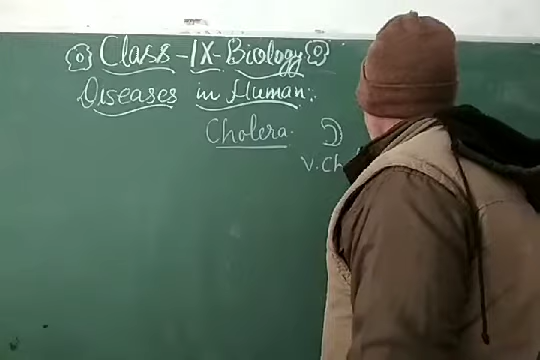 Class - IX - Biology
Diseases in Human:
Cholera.
V. Ch